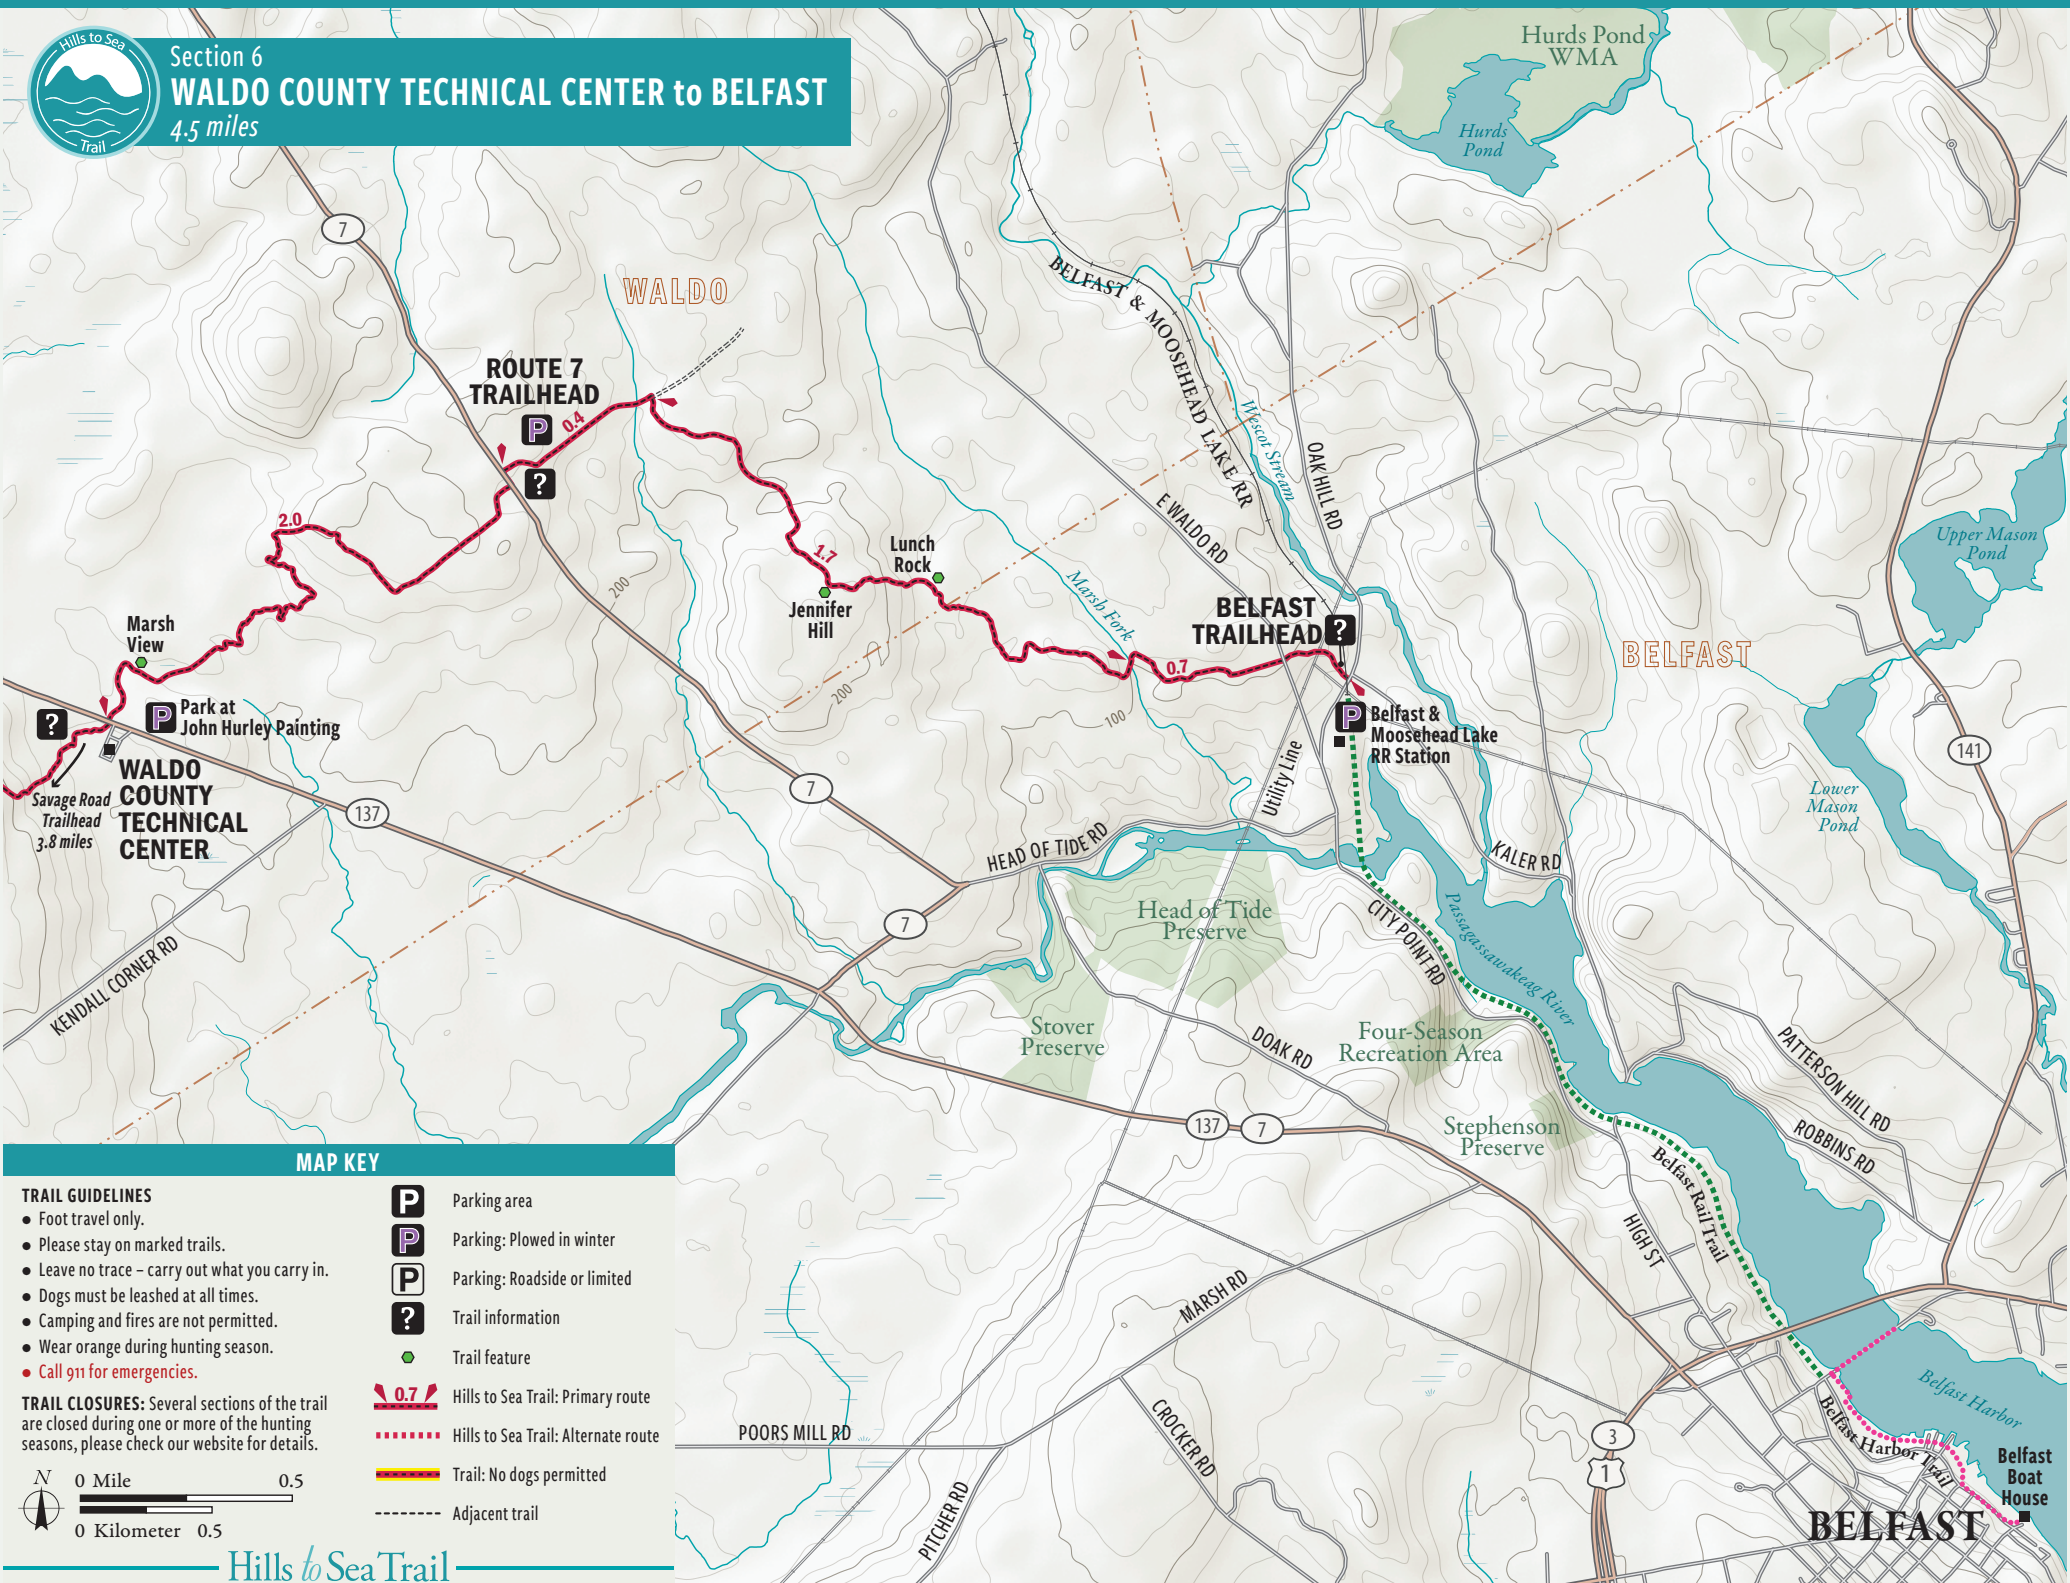 Hills to Sea
Trail
Section 6
WALDO COUNTY TECHNICAL CENTER to BELFAST
4.5 miles
Hurds Pond
WMA
Hurds
Pond
7
WALDO
BELFAST & MOOSEHEAD LAKE RR
ROUTE 7
TRAILHEAD
P
0.4
?
Wescot Stream
OAK HILL RD
E WALDO RD
2.0
1.7
Lunch
Rock
Jennifer
Hill
200
Marsh Fork
Upper Mason
Pond
BELFAST
TRAILHEAD
?
BELFAST
Marsh
View
0.7
200
100
?
P
Park at
John Hurley Painting
P
Belfast &
Moosehead Lake
RR Station
141
WALDO
COUNTY
TECHNICAL
CENTER
Savage Road
Trailhead
3.8 miles
137
7
Utility Line
Lower
Mason
Pond
HEAD OF TIDE RD
KALER RD
7
Head of Tide
Preserve
CITY POINT RD
Passagassawakeag River
KENDALL CORNER RD
Stover
Preserve
DOAK RD
Four-Season
Recreation Area
PATTERSON HILL RD
137
7
Stephenson
Preserve
ROBBINS RD
Belfast Rail Trail
HIGH ST
MARSH RD
POORS MILL RD
CROCKER RD
PITCHER RD
3
1
Belfast Harbor
Belfast Harbor Trail
Belfast
Boat
House
BELFAST
MAP KEY
TRAIL GUIDELINES
● Foot travel only.
● Please stay on marked trails.
● Leave no trace – carry out what you carry in.
● Dogs must be leashed at all times.
● Camping and fires are not permitted.
● Wear orange during hunting season.
● Call 911 for emergencies.
TRAIL CLOSURES: Several sections of the trail
are closed during one or more of the hunting
seasons, please check our website for details.
N
0 Mile 0.5
0 Kilometer 0.5
P Parking area
P Parking: Plowed in winter
P Parking: Roadside or limited
? Trail information
Trail feature
0.7 Hills to Sea Trail: Primary route
Hills to Sea Trail: Alternate route
Trail: No dogs permitted
Adjacent trail
Hills to Sea Trail